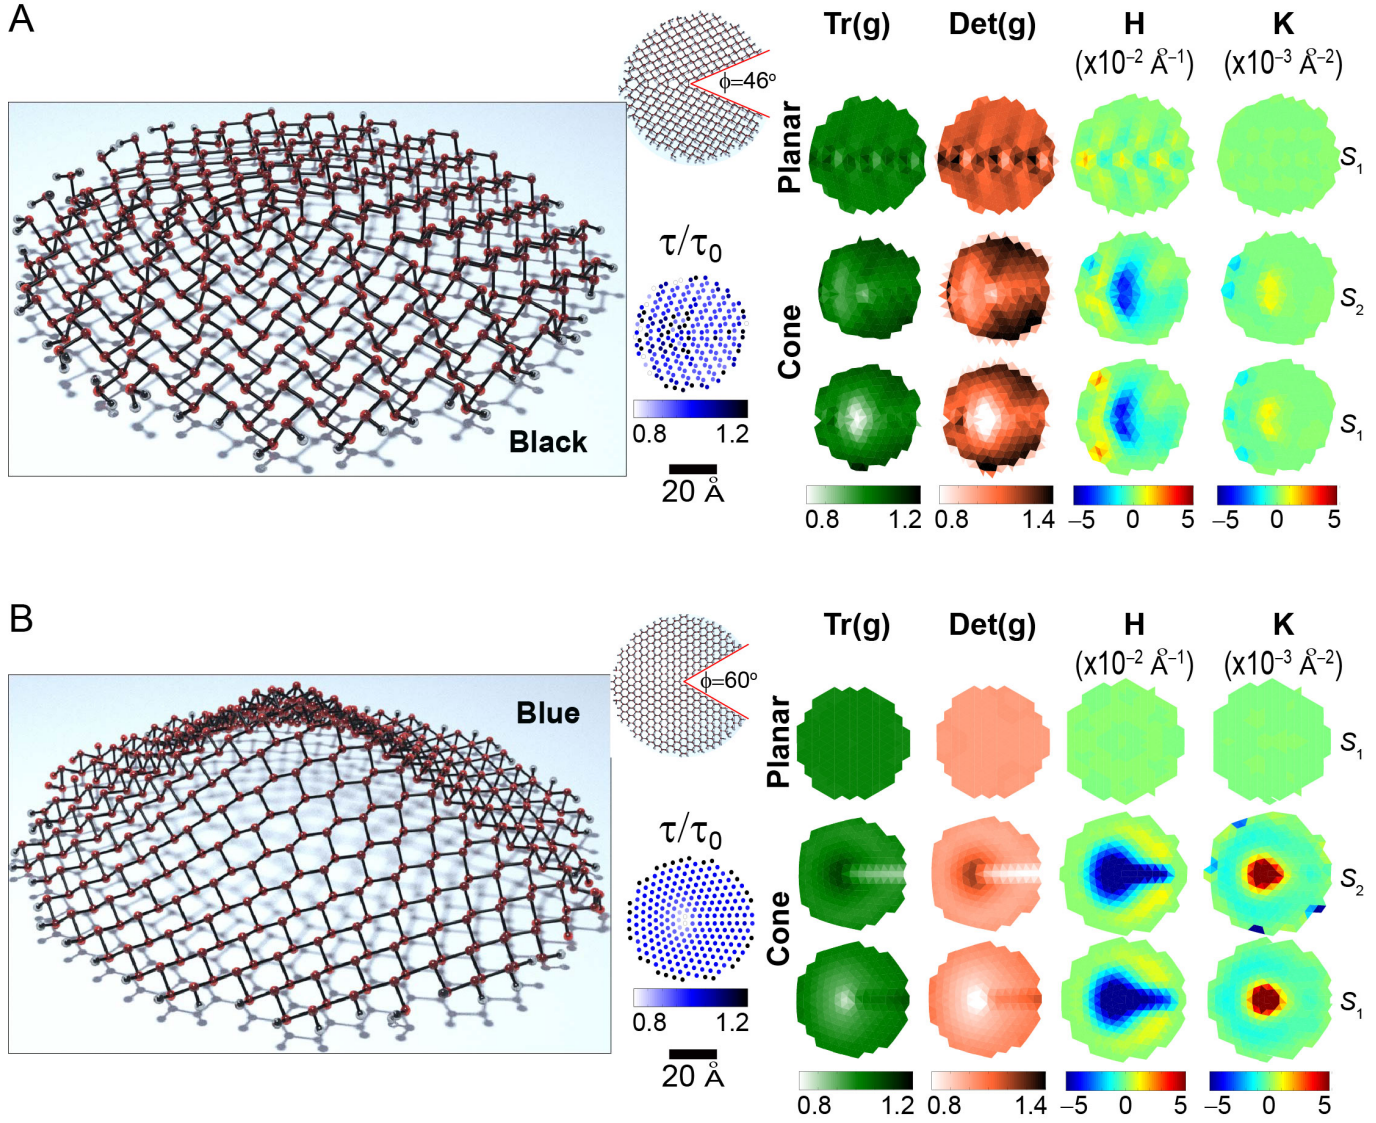 A
Tr(g) Det(g) H K
(x10⁻² Å⁻¹) (x10⁻³ Å⁻²)
ϕ=46°
Planar
S₁
τ/τ₀
S₂
Cone
0.8 1.2
Black
20 Å
S₁
0.8 1.2 0.8 1.4 −5 0 5 −5 0 5
B
Tr(g) Det(g) H K
(x10⁻² Å⁻¹) (x10⁻³ Å⁻²)
ϕ=60°
Blue
Planar
S₁
τ/τ₀
S₂
Cone
0.8 1.2
20 Å
S₁
0.8 1.2 0.8 1.4 −5 0 5 −5 0 5